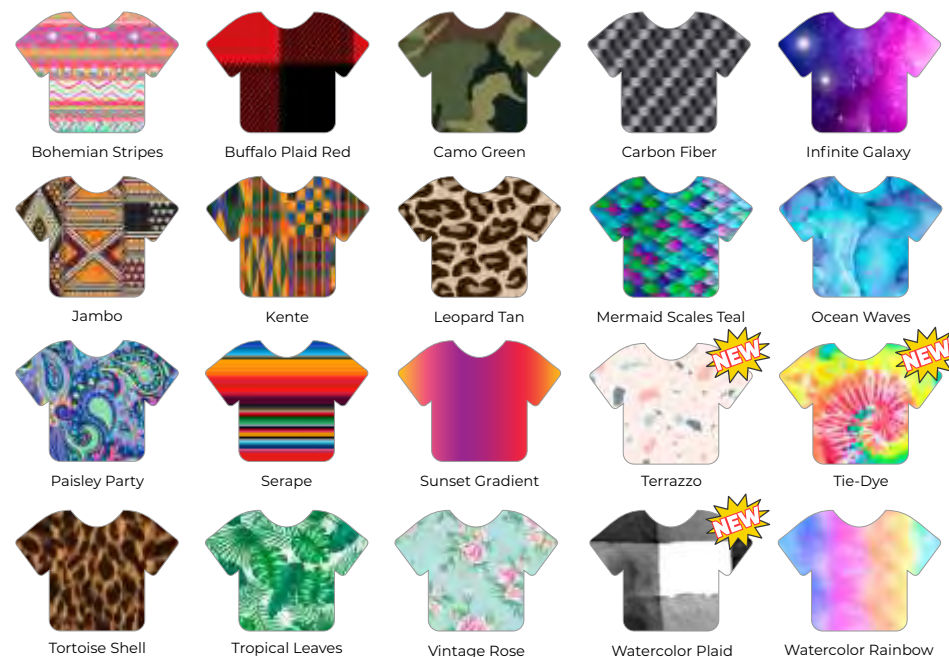 Bohemian Stripes
Buffalo Plaid Red
Camo Green
Carbon Fiber
Infinite Galaxy
Jambo
Kente
Leopard Tan
Mermaid Scales Teal
Ocean Waves
NEW
NEW
Paisley Party
Serape
Sunset Gradient
Terrazzo
Tie-Dye
NEW
Tortoise Shell
Tropical Leaves
Vintage Rose
Watercolor Plaid
Watercolor Rainbow